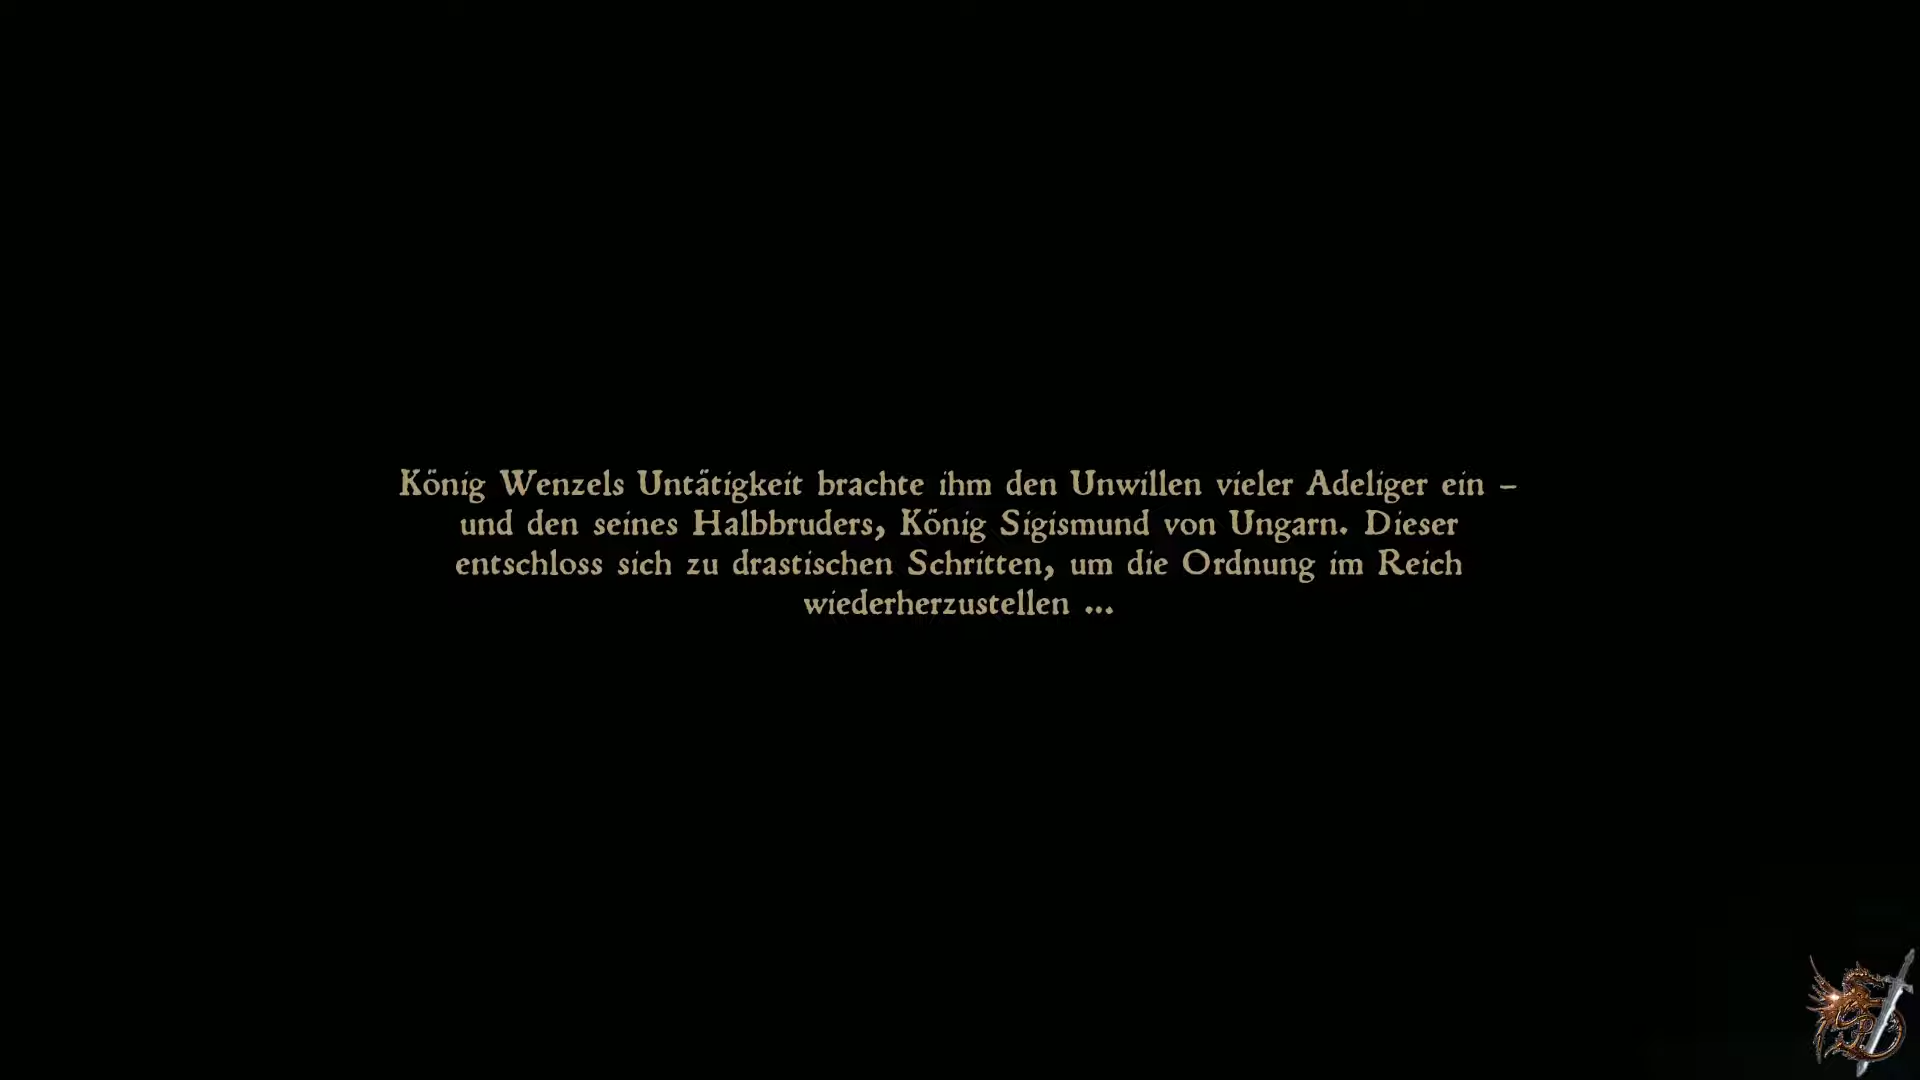 König Wenzels Untätigkeit brachte ihm den Unwillen vieler Adeliger ein –
und den seines Halbbruders, König Sigismund von Ungarn. Dieser
entschloss sich zu drastischen Schritten, um die Ordnung im Reich
wiederherzustellen ...